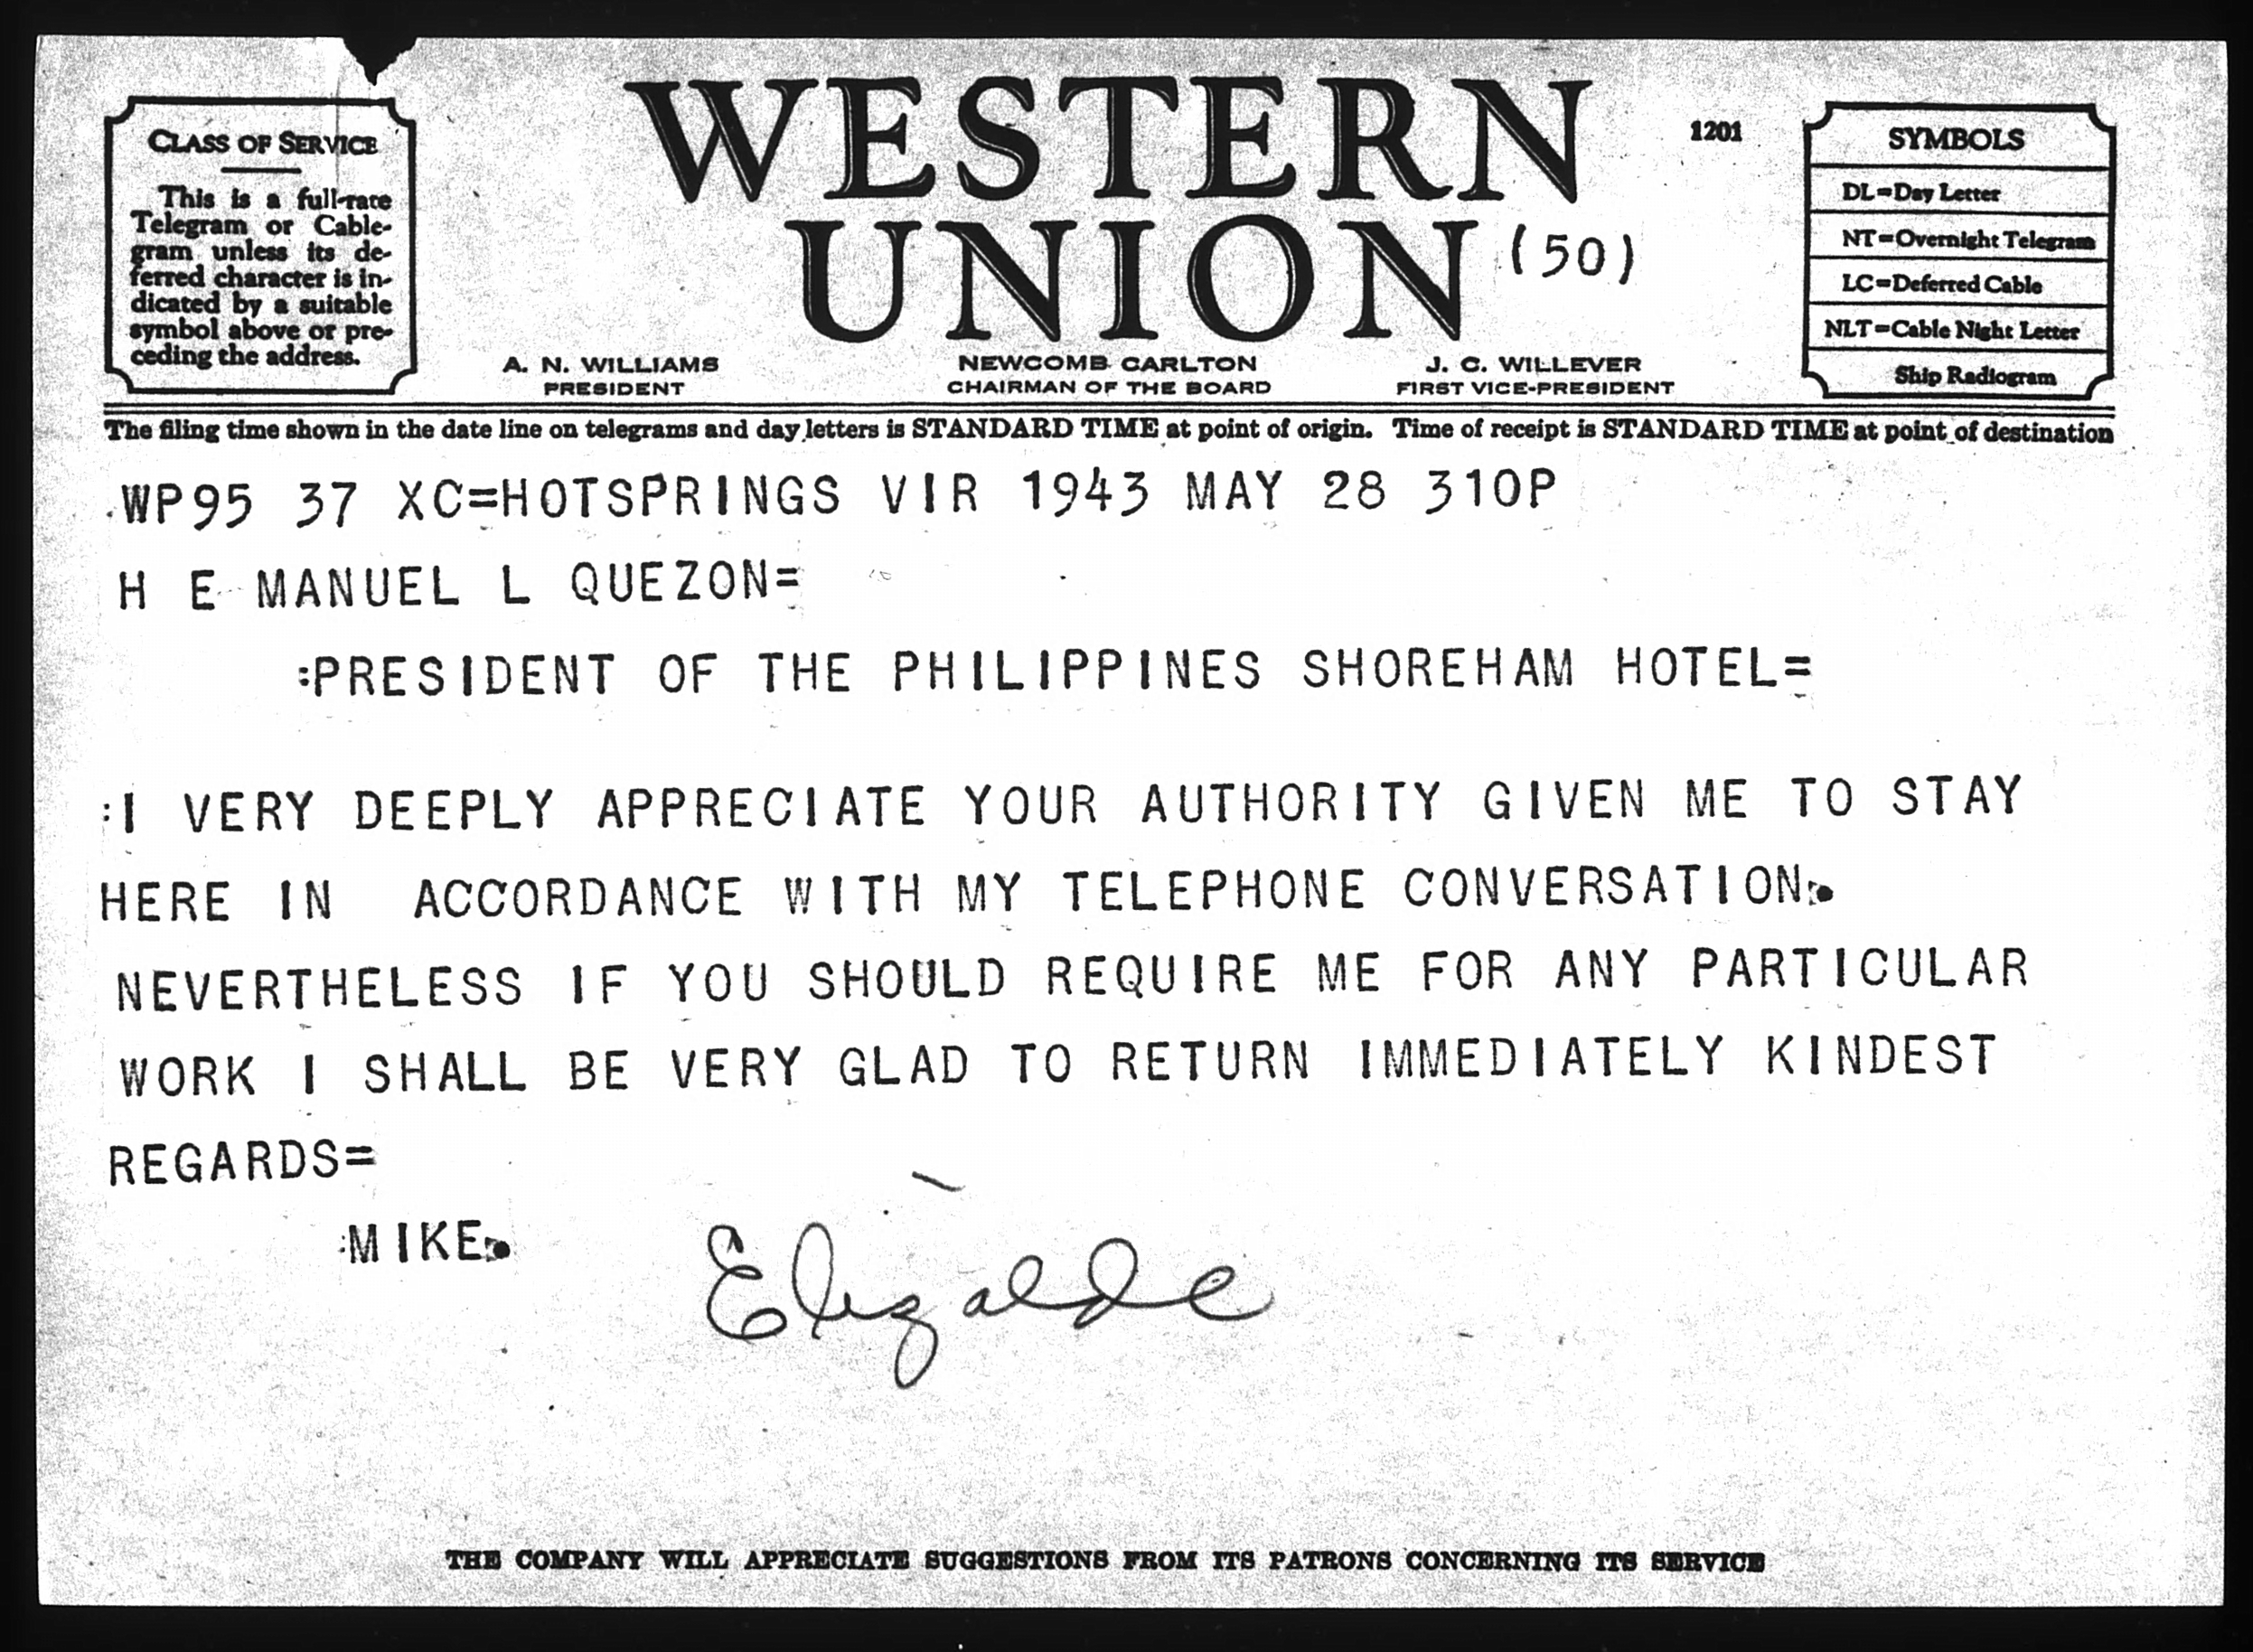 CLASS OF SERVICE
This is a full-rate
Telegram or Cable-
gram unless its de-
ferred character is in-
dicated by a suitable
symbol above or pre-
ceding the address.
WESTERN
UNION
(50)
1201
SYMBOLS
DL=Day Letter
NT=Overnight Telegram
LC=Deferred Cable
NLT=Cable Night Letter
Ship Radiogram
A. N. WILLIAMS
PRESIDENT
NEWCOMB CARLTON
CHAIRMAN OF THE BOARD
J. C. WILLEVER
FIRST VICE-PRESIDENT
The filing time shown in the date line on telegrams and day letters is STANDARD TIME at point of origin. Time of receipt is STANDARD TIME at point of destination
WP95 37 XC=HOTSPRINGS VIR 1943 MAY 28 310P
H E MANUEL L QUEZON=
:PRESIDENT OF THE PHILIPPINES SHOREHAM HOTEL=
:I VERY DEEPLY APPRECIATE YOUR AUTHORITY GIVEN ME TO STAY
HERE IN ACCORDANCE WITH MY TELEPHONE CONVERSATION.
NEVERTHELESS IF YOU SHOULD REQUIRE ME FOR ANY PARTICULAR
WORK I SHALL BE VERY GLAD TO RETURN IMMEDIATELY KINDEST
REGARDS=
:MIKE.
Elizalde
THE COMPANY WILL APPRECIATE SUGGESTIONS FROM ITS PATRONS CONCERNING ITS SERVICE